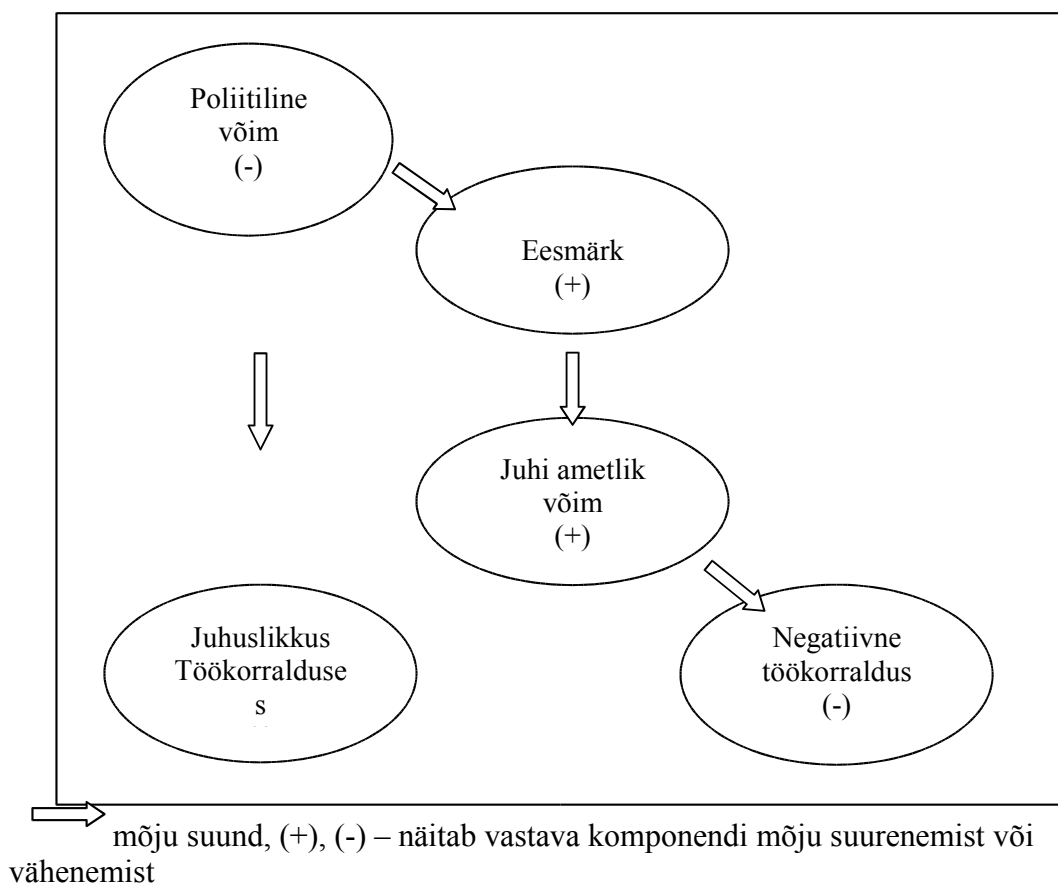 Poliitiline
võim
(-)
Eesmärk
(+)
Juhi ametlik
võim
(+)
Juhuslikkus
Töökorralduse
s
Negatiivne
töökorraldus
(-)
mõju suund, (+), (-) – näitab vastava komponendi mõju suurenemist või
vähenemist